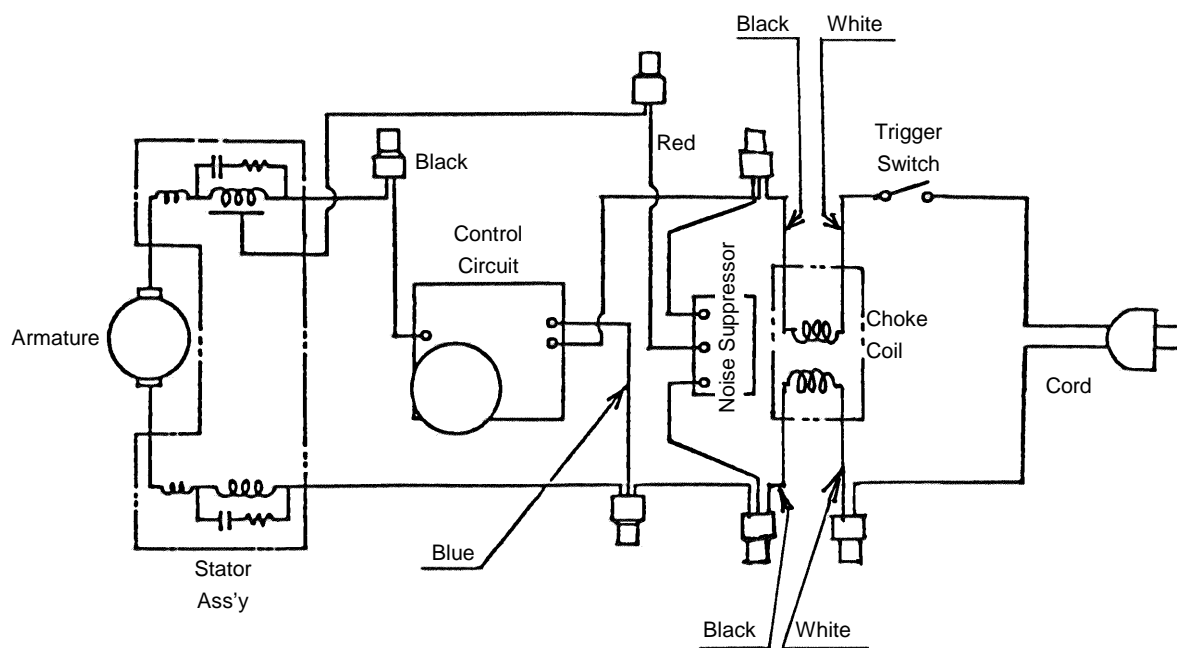 Black
White
Red
Black
Trigger
Switch
Control
Circuit
Noise Suppressor
Armature
Choke
Coil
Cord
Blue
Stator
Ass'y
Black
White